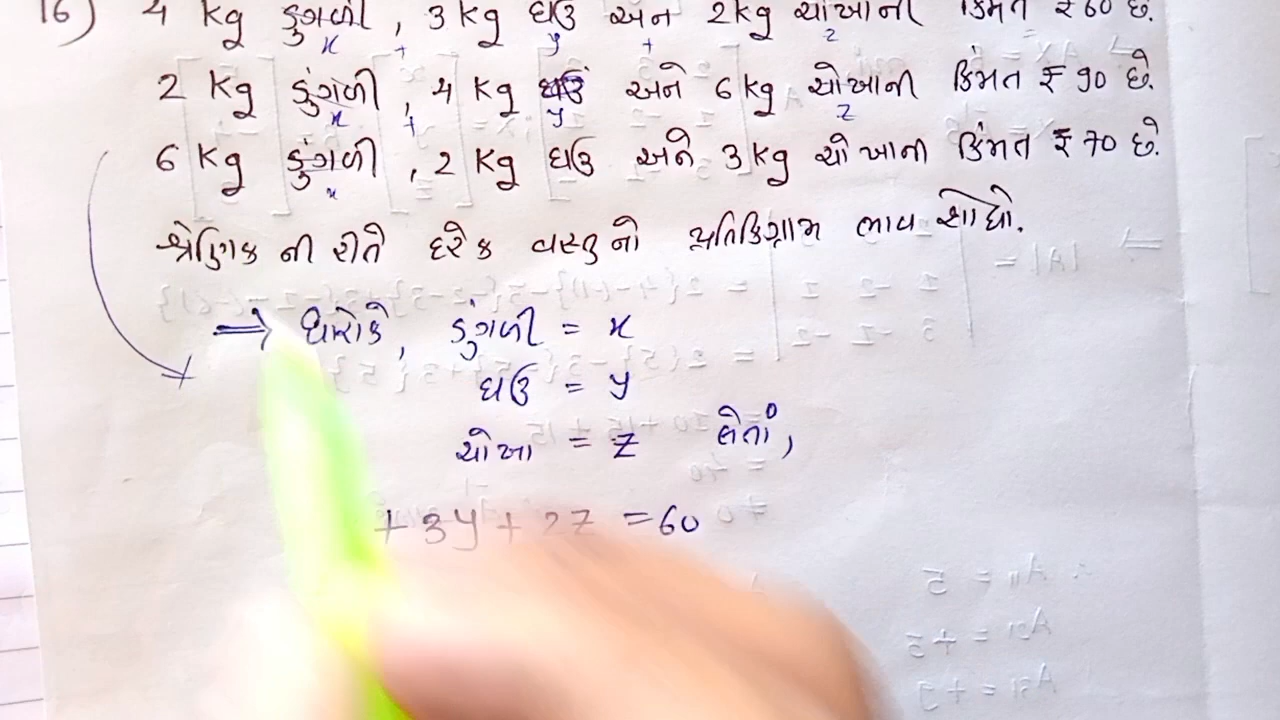 16) 4 Kg ડુંગળી , 3 Kg ઘઉં અને 2 kg ચોખાની કિંમત ₹ 60 છે.
x + y + z
2 Kg ડુંગળી , 4 Kg ઘઉં અને 6 kg ચોખાની કિંમત ₹ 90 છે.
x + y z
6 Kg ડુંગળી , 2 Kg ઘઉ અને 3 kg ચોખાની કિંમત ₹ 70 છે.
x
શ્રેણિક ની રીતે દરેક વસ્તુ નો પ્રતિકિગ્રામ ભાવ શોધો.
⇒ ધારોકે, ડુંગળી = x
ઘઉ = y
ચોખા = z લેતાં,
+ 3y + 2z = 60